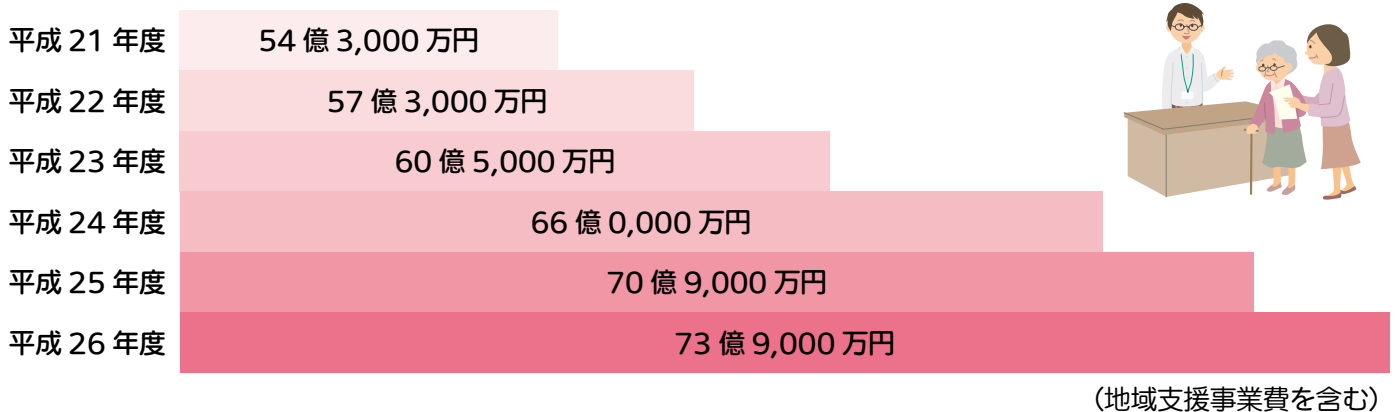 平成 21 年度 54 億 3,000 万円
平成 22 年度 57 億 3,000 万円
平成 23 年度 60 億 5,000 万円
平成 24 年度 66 億 0,000 万円
平成 25 年度 70 億 9,000 万円
平成 26 年度 73 億 9,000 万円
（地域支援事業費を含む）